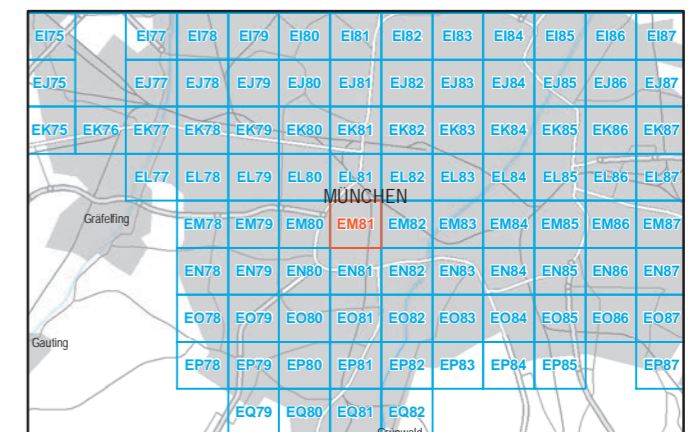 EI75 EI77 EI78 EI79 EI80 EI81 EI82 EI83 EI84 EI85 EI86 EI87
EJ75 EJ77 EJ78 EJ79 EJ80 EJ81 EJ82 EJ83 EJ84 EJ85 EJ86 EJ87
EK75 EK76 EK77 EK78 EK79 EK80 EK81 EK82 EK83 EK84 EK85 EK86 EK87
EL77 EL78 EL79 EL80 EL81 EL82 EL83 EL84 EL85 EL86 EL87
MÜNCHEN
Gräfelfing
EM78 EM79 EM80 EM81 EM82 EM83 EM84 EM85 EM86 EM87
EN78 EN79 EN80 EN81 EN82 EN83 EN84 EN85 EN86 EN87
EO78 EO79 EO80 EO81 EO82 EO83 EO84 EO85 EO86 EO87
Gauting
EP78 EP79 EP80 EP81 EP82 EP83 EP84 EP85 EP87
EQ79 EQ80 EQ81 EQ82
Grünwald